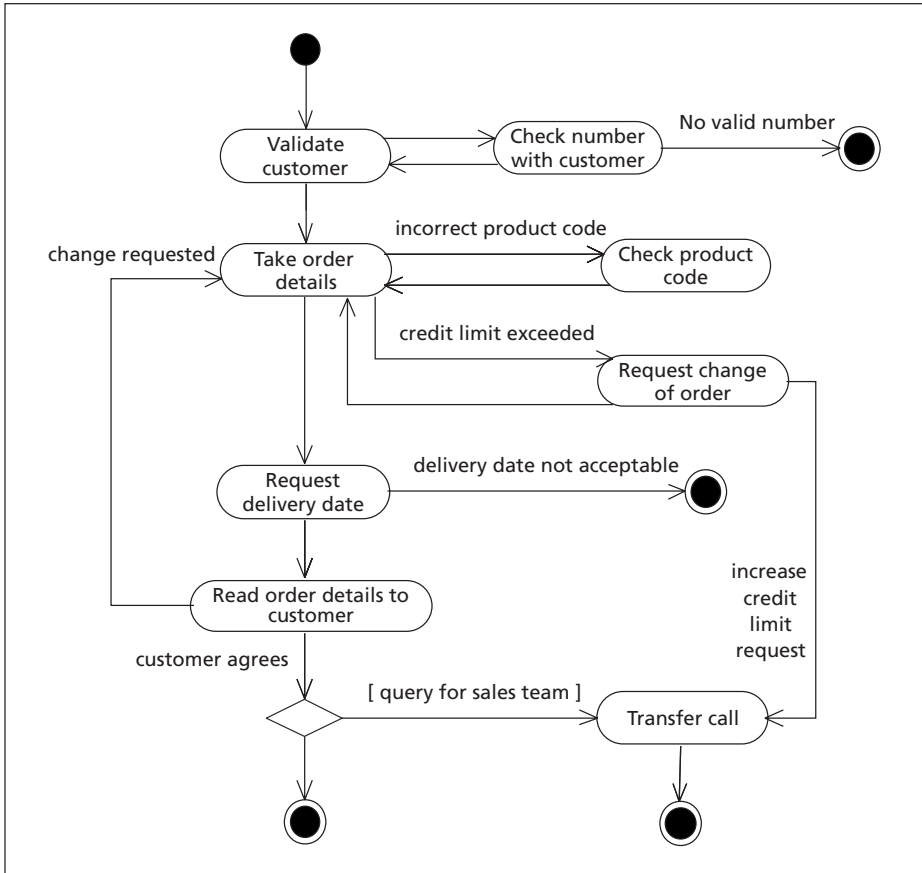 No valid number
Validate
customer
Check number
with customer
change requested
incorrect product code
Take order
details
Check product
code
credit limit exceeded
Request change
of order
delivery date not acceptable
Request
delivery date
increase
credit
limit
request
Read order details to
customer
customer agrees
[ query for sales team ]
Transfer call